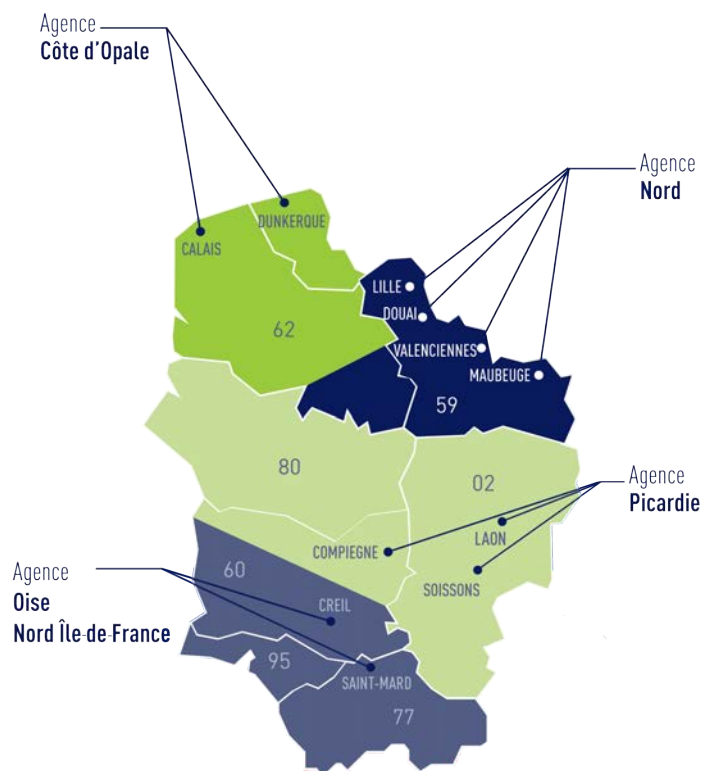 Agence
Côte d'Opale
Agence
Nord
DUNKERQUE
CALAIS
LILLE
DOUAI
62
VALENCIENNES
MAUBEUGE
59
80
02
Agence
Picardie
LAON
COMPIEGNE
SOISSONS
Agence
Oise
Nord Île-de-France
60
CREIL
95
SAINT-MARD
77